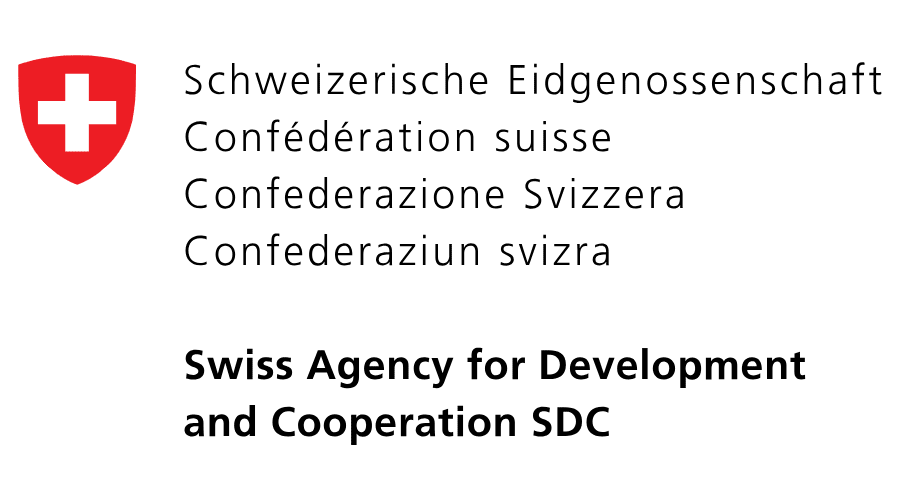 Schweizerische Eidgenossenschaft
Confédération suisse
Confederazione Svizzera
Confederaziun svizra
Swiss Agency for Development
and Cooperation SDC